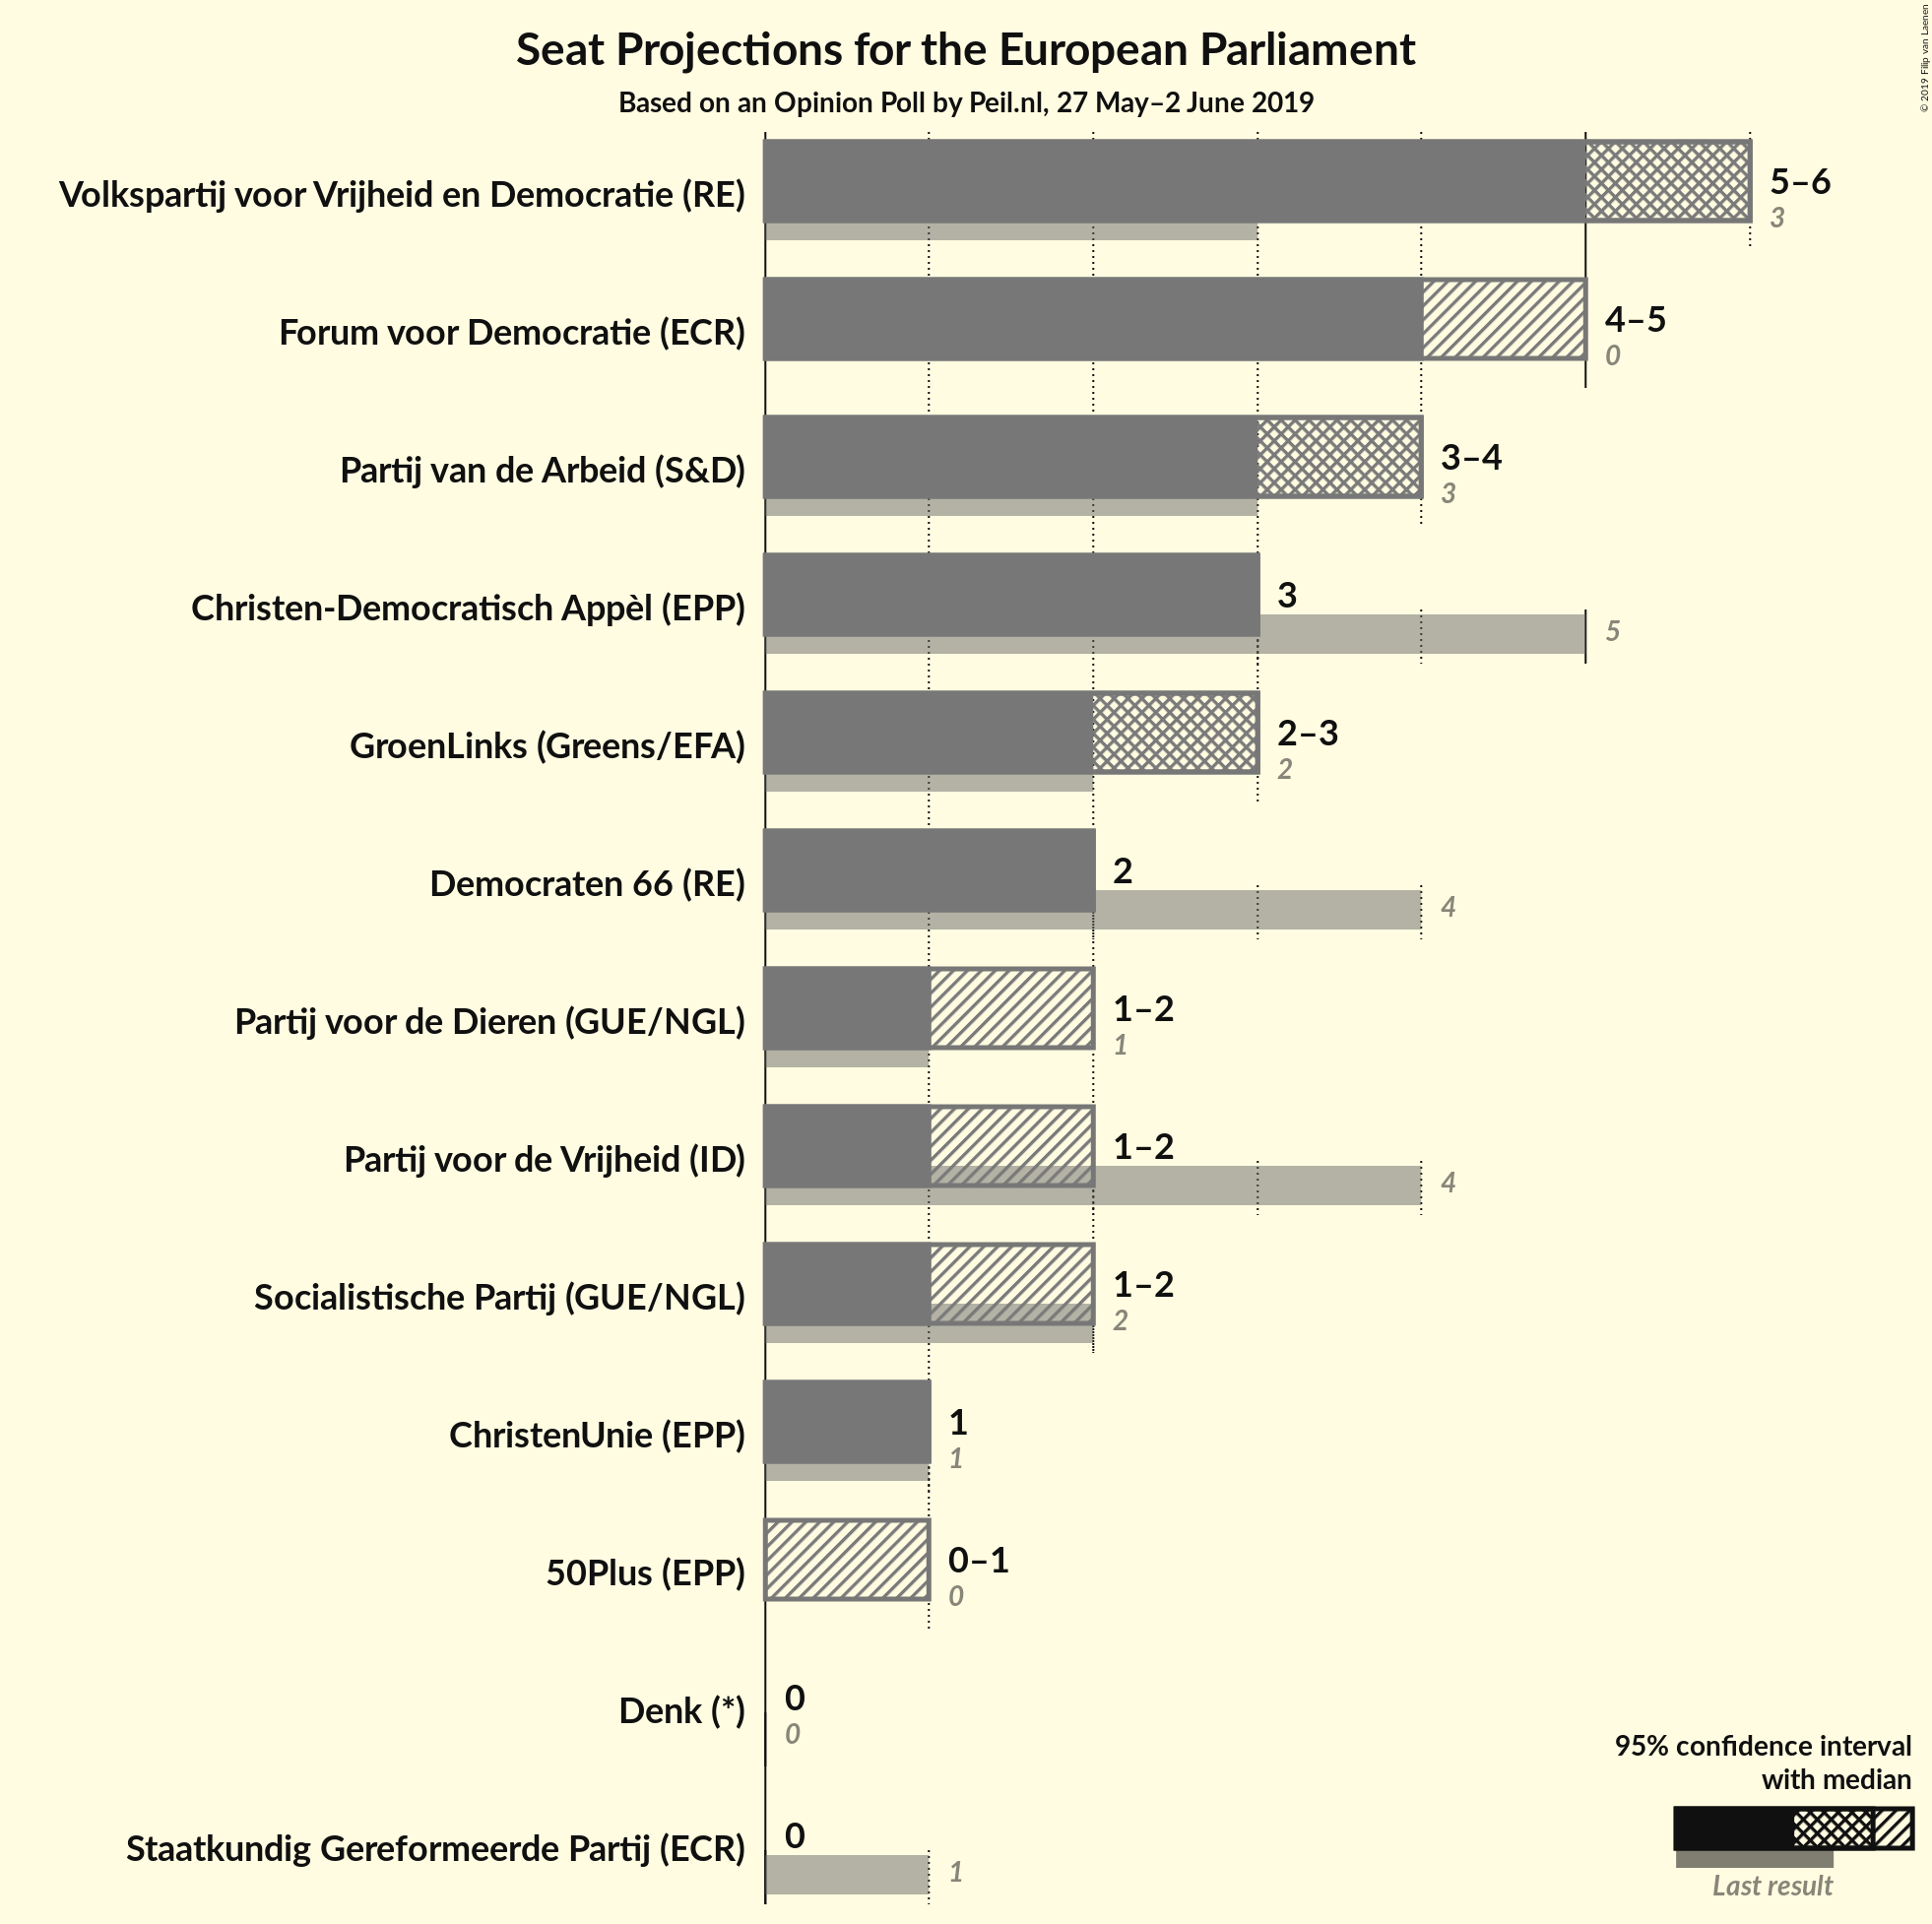 Seat Projections for the European Parliament
Based on an Opinion Poll by Peil.nl, 27 May–2 June 2019
© 2019 Filip van Laenen
Volkspartij voor Vrijheid en Democratie (RE)
5–6
3
Forum voor Democratie (ECR)
4–5
0
Partij van de Arbeid (S&D)
3–4
3
Christen-Democratisch Appèl (EPP)
3
5
GroenLinks (Greens/EFA)
2–3
2
Democraten 66 (RE)
2
4
Partij voor de Dieren (GUE/NGL)
1–2
1
Partij voor de Vrijheid (ID)
1–2
4
Socialistische Partij (GUE/NGL)
1–2
2
ChristenUnie (EPP)
1
1
50Plus (EPP)
0–1
0
Denk (*)
0
0
Staatkundig Gereformeerde Partij (ECR)
0
1
95% confidence interval
with median
Last result